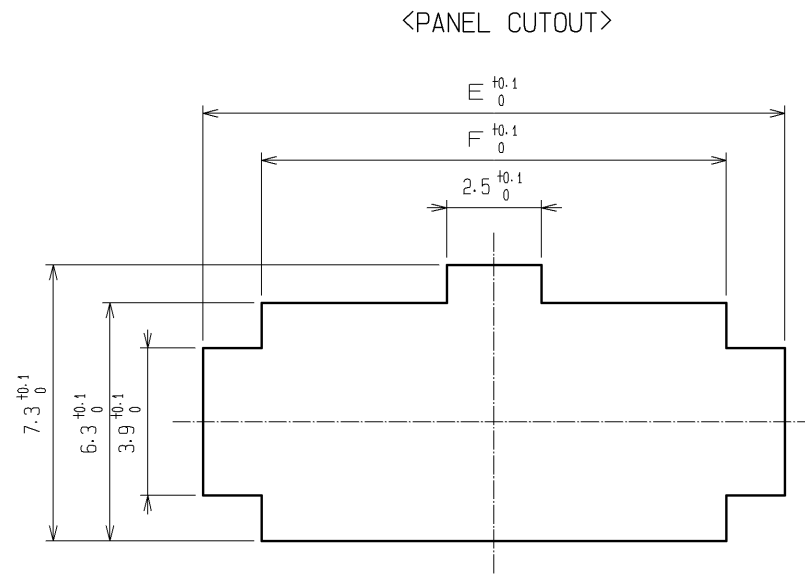 <PANEL CUTOUT>
E +0.1 0
F +0.1 0
2.5 +0.1 0
7.3 +0.1 0
6.3 +0.1 0
3.9 +0.1 0